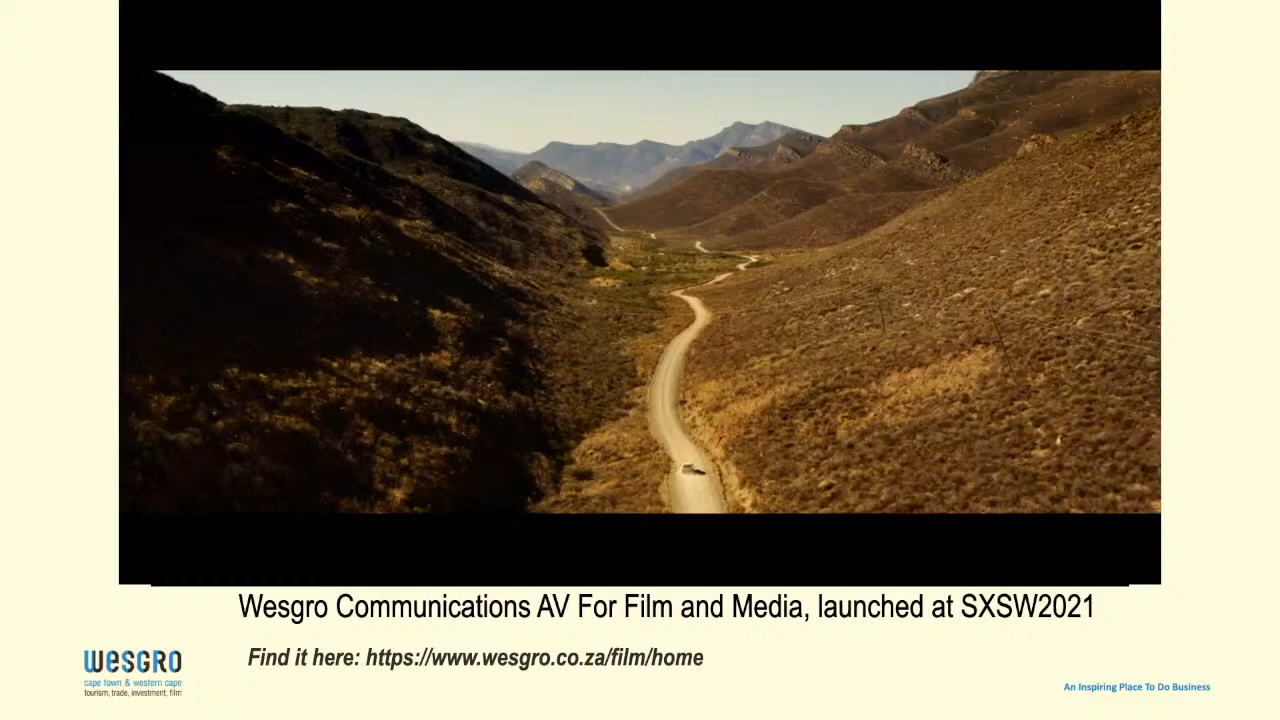 Wesgro Communications AV For Film and Media, launched at SXSW2021
Find it here: https://www.wesgro.co.za/film/home
wesGRO
cape town & western cape
tourism, trade, investment, film
An Inspiring Place To Do Business